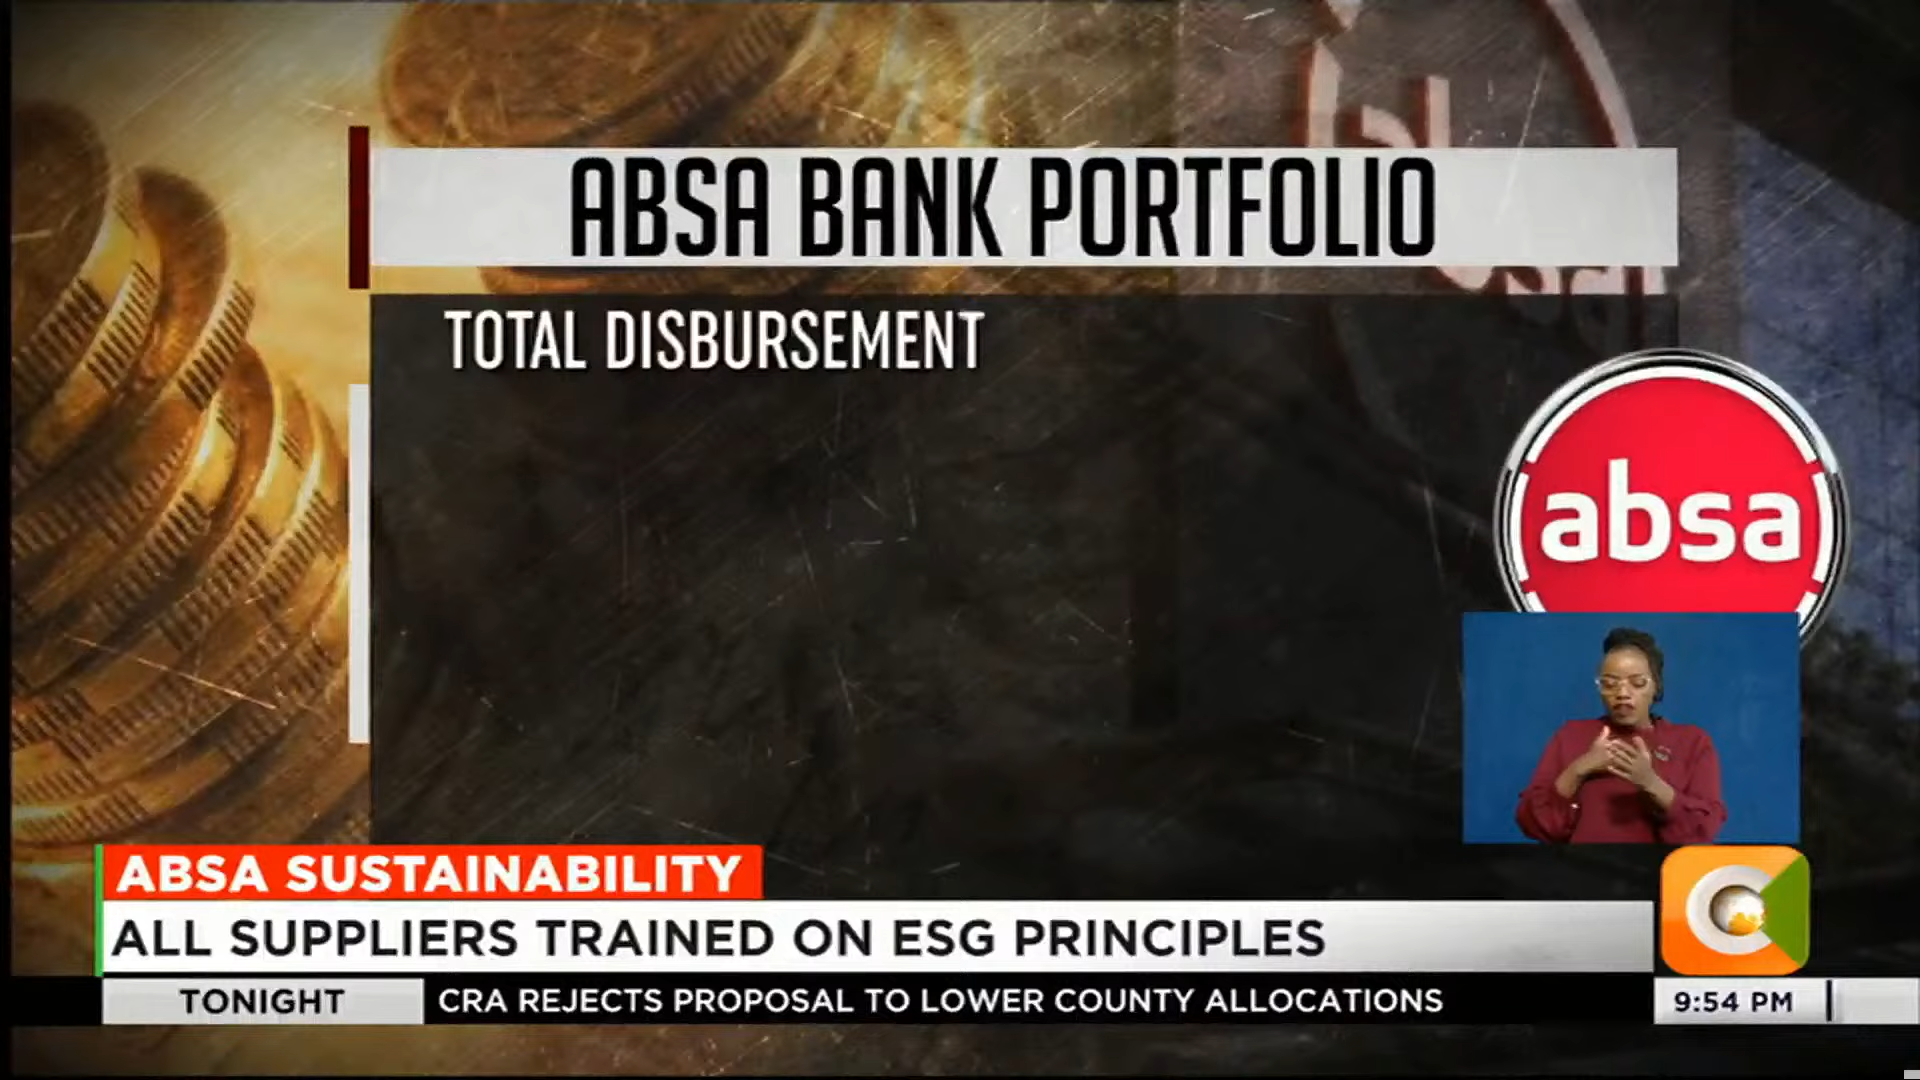 ABSA BANK PORTFOLIO
TOTAL DISBURSEMENT
absa
ABSA SUSTAINABILITY
ALL SUPPLIERS TRAINED ON ESG PRINCIPLES
TONIGHT
CRA REJECTS PROPOSAL TO LOWER COUNTY ALLOCATIONS
9:54 PM